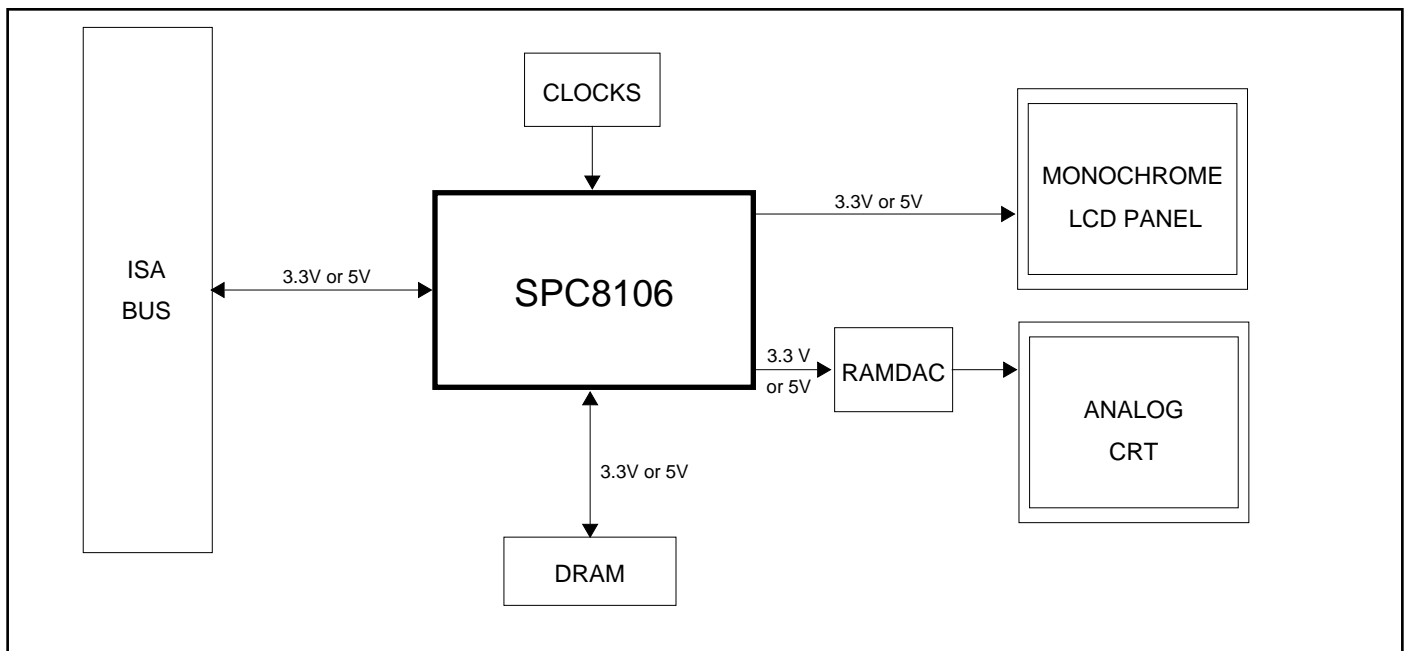 CLOCKS
MONOCHROME
LCD PANEL
3.3V or 5V
ISA
BUS
3.3V or 5V
SPC8106
3.3 V
or 5V
RAMDAC
ANALOG
CRT
3.3V or 5V
DRAM